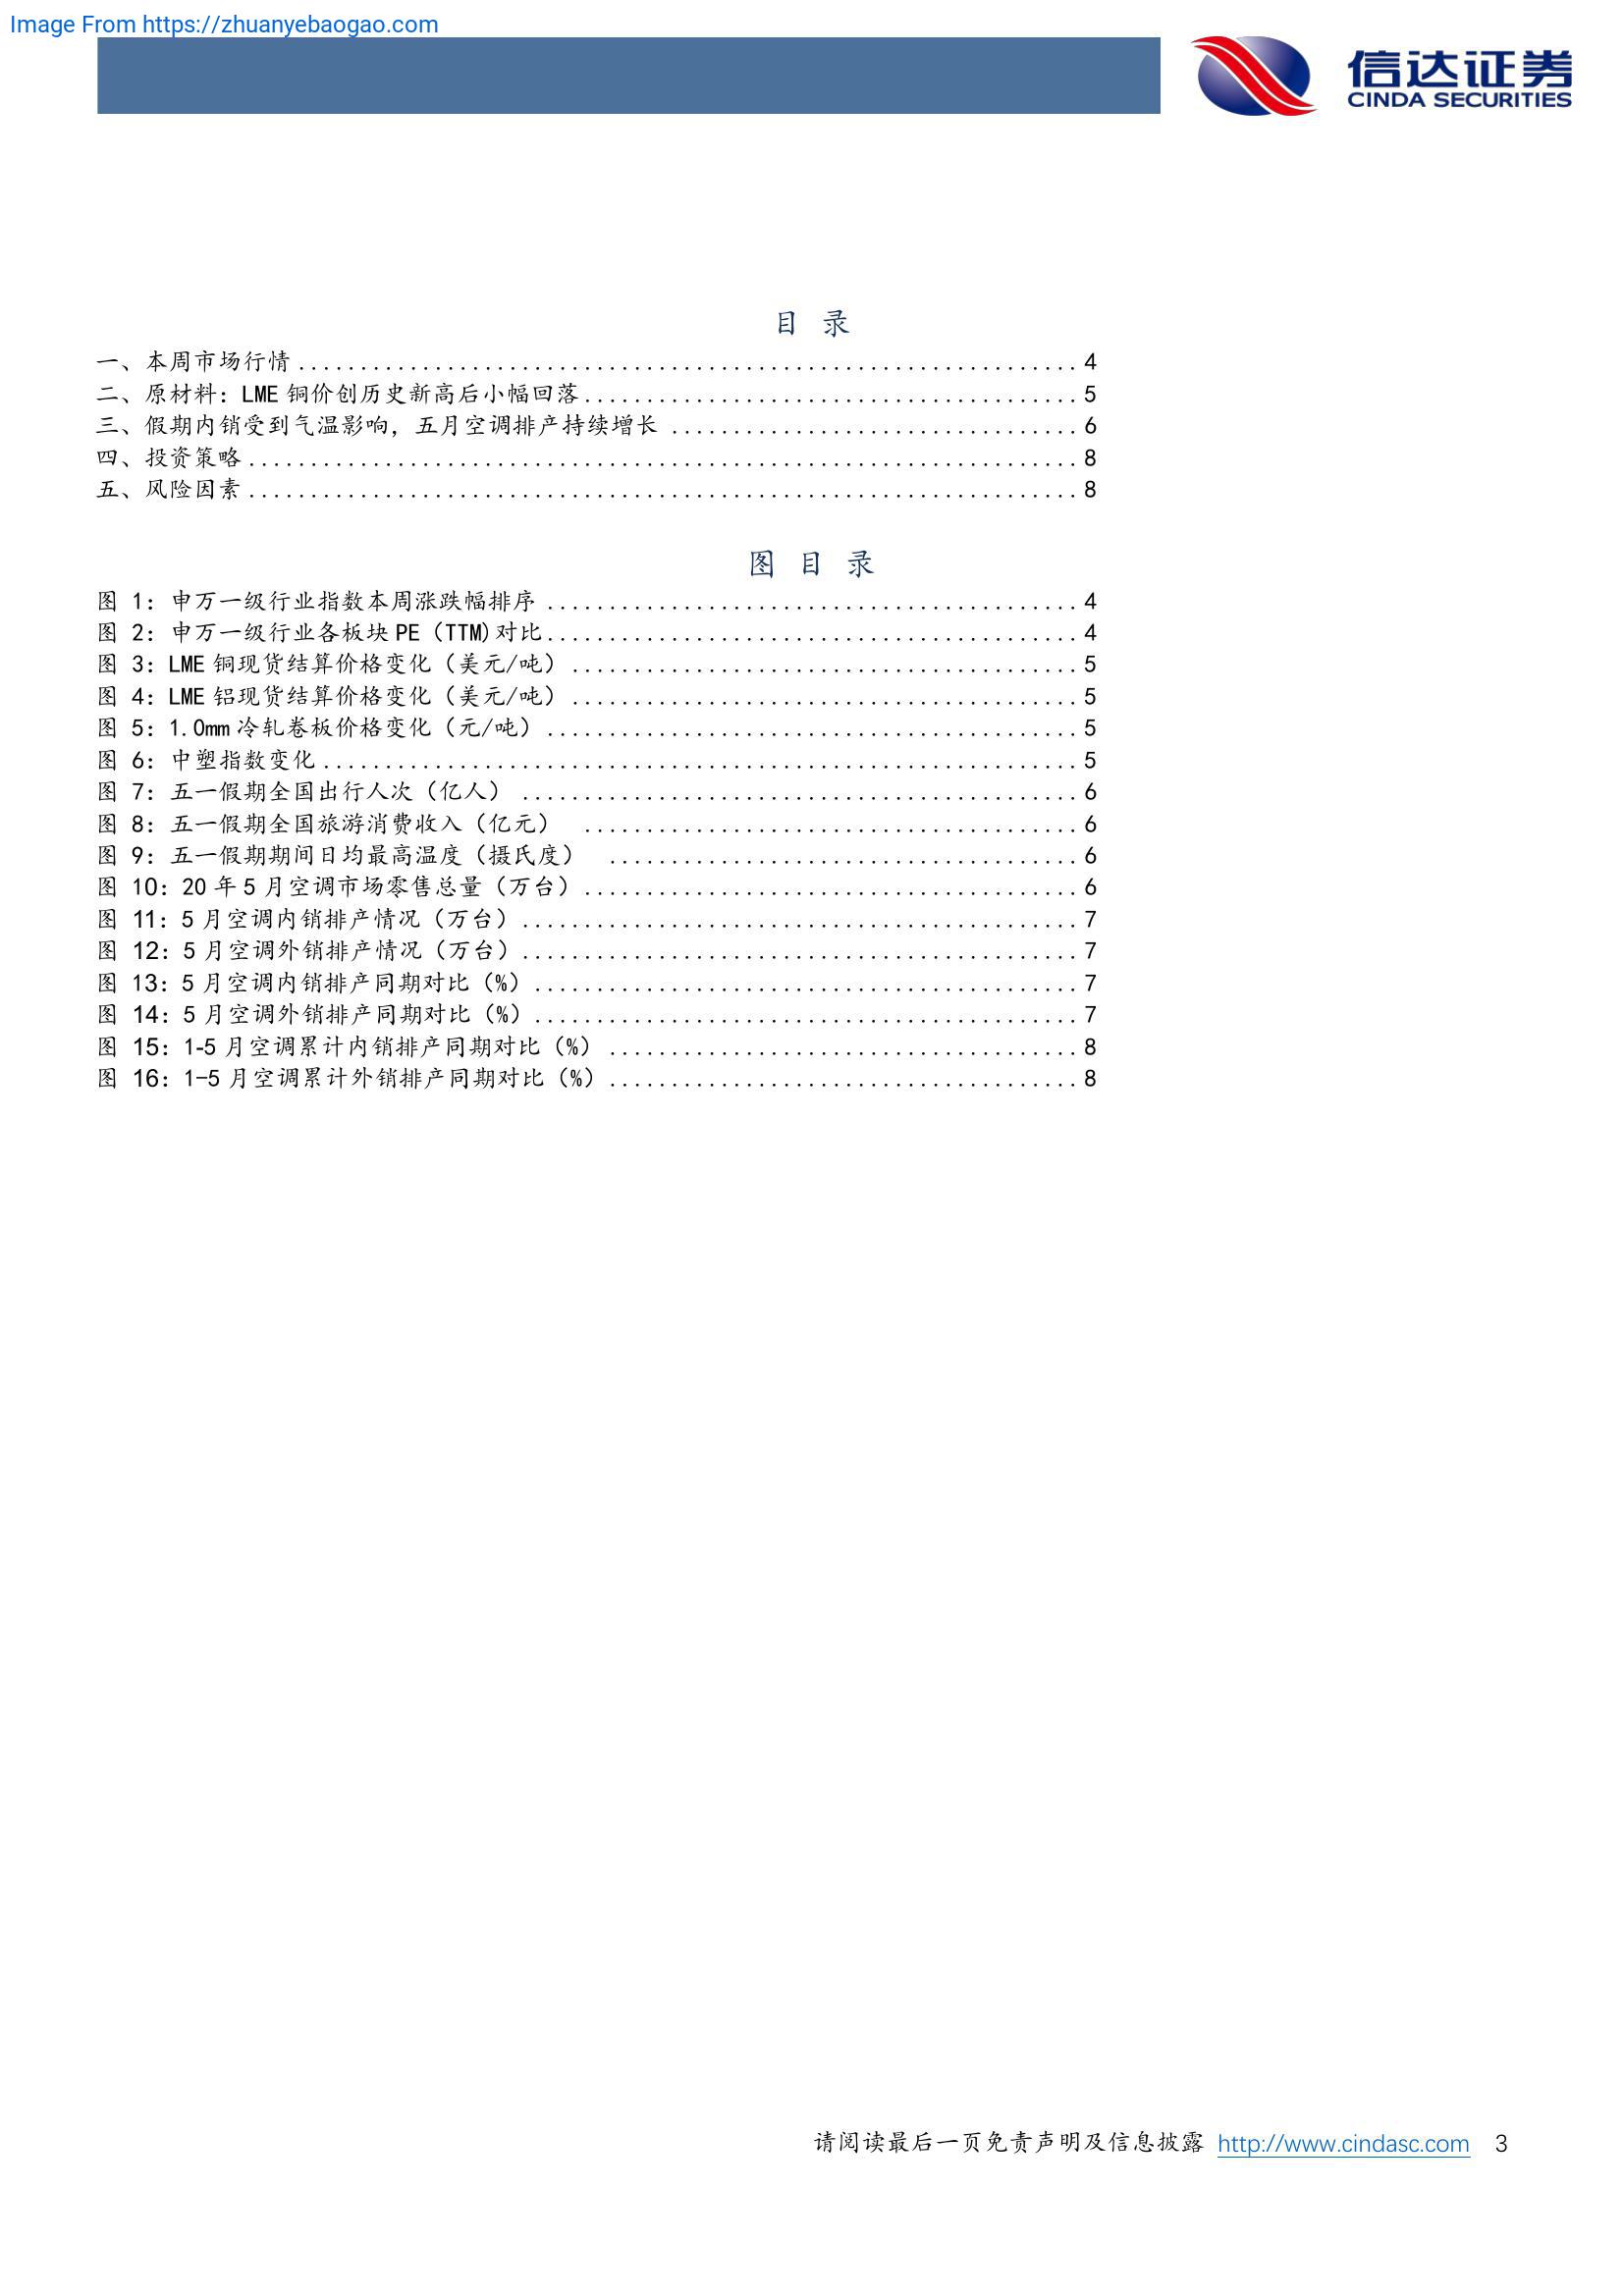 Image From https://zhuanyebaogao.com
信达证券
CINDA SECURITIES
目 录
一、本周市场行情................................................................4
二、原材料：LME 铜价创历史新高后小幅回落........................................5
三、假期内销受到气温影响，五月空调排产持续增长 .................................6
四、投资策略....................................................................8
五、风险因素....................................................................8
图 目 录
图 1：申万一级行业指数本周涨跌幅排序 ...........................................4
图 2：申万一级行业各板块 PE（TTM)对比...........................................4
图 3：LME 铜现货结算价格变化（美元/吨） .........................................5
图 4：LME 铝现货结算价格变化（美元/吨） .........................................5
图 5：1.0mm 冷轧卷板价格变化（元/吨） ...........................................5
图 6：中塑指数变化..............................................................5
图 7：五一假期全国出行人次（亿人） .............................................6
图 8：五一假期全国旅游消费收入（亿元） ........................................6
图 9：五一假期期间日均最高温度（摄氏度） ......................................6
图 10：20 年 5 月空调市场零售总量（万台）........................................6
图 11：5 月空调内销排产情况（万台）.............................................7
图 12：5 月空调外销排产情况（万台）.............................................7
图 13：5 月空调内销排产同期对比（%）............................................7
图 14：5 月空调外销排产同期对比（%）............................................7
图 15：1-5 月空调累计内销排产同期对比（%） ......................................8
图 16：1-5 月空调累计外销排产同期对比（%）......................................8
请阅读最后一页免责声明及信息披露 http://www.cindasc.com 3